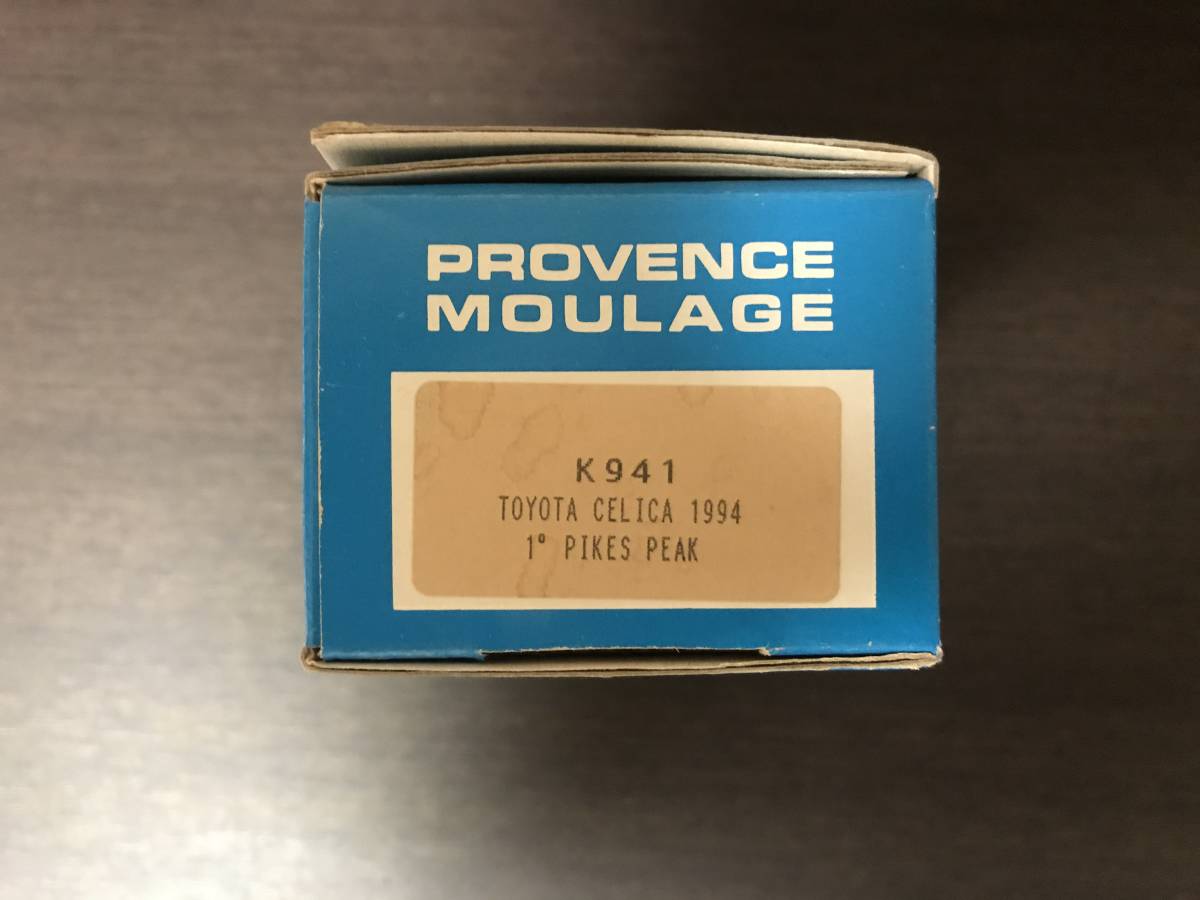 PROVENCE
MOULAGE
K941
TOYOTA CELICA 1994
1° PIKES PEAK